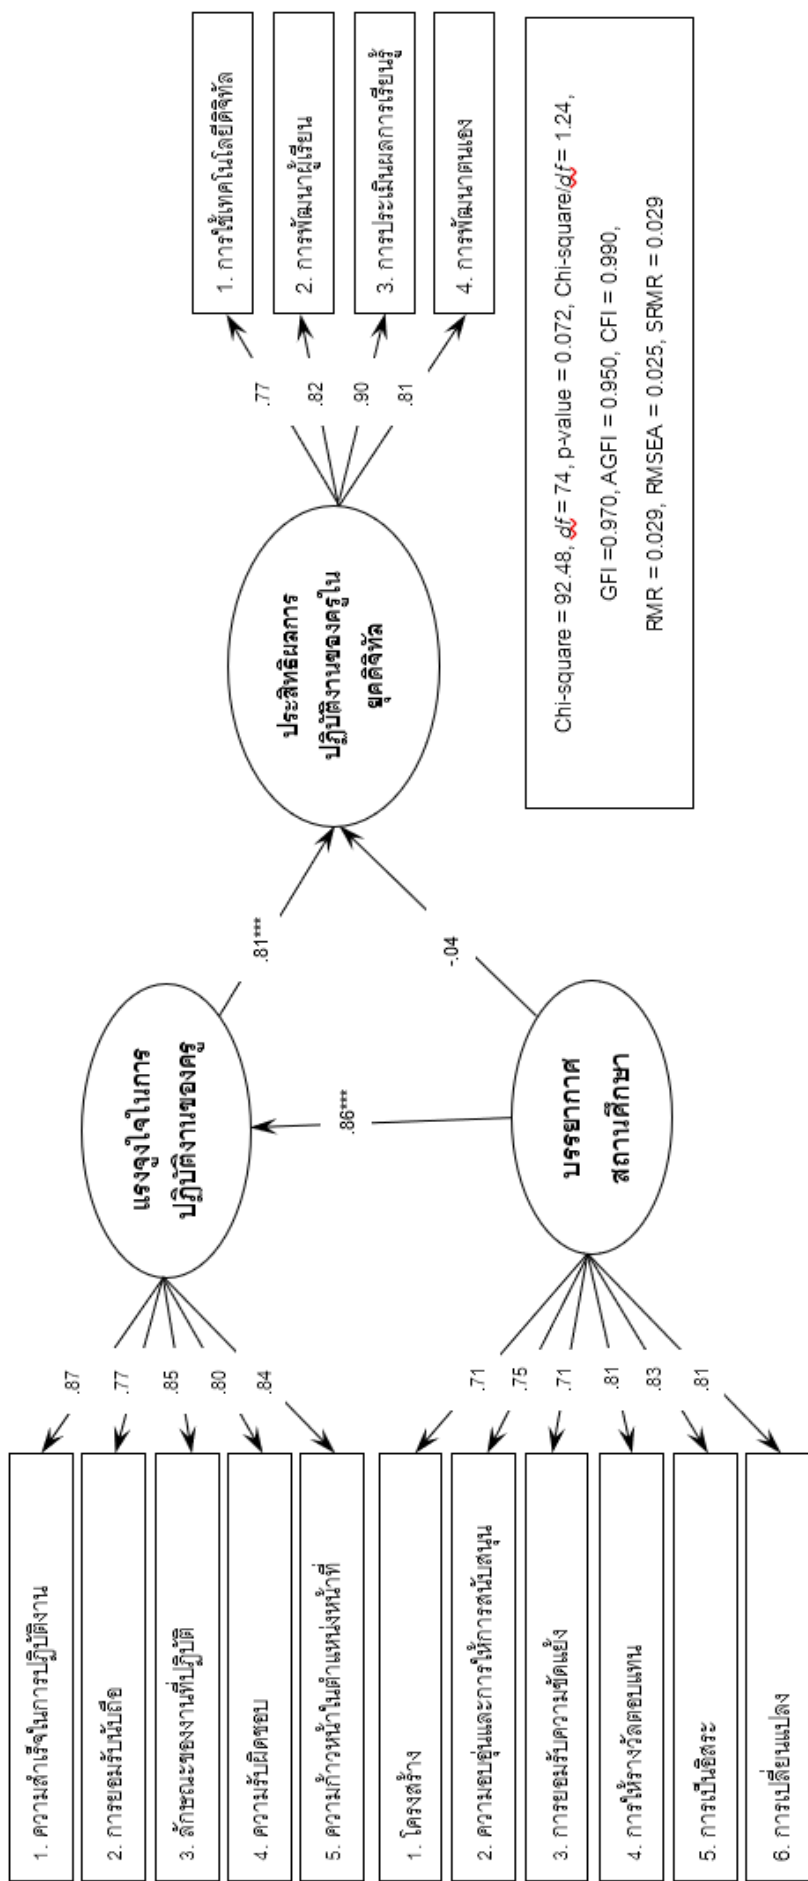 1. ความสำเร็จในการปฏิบัติงาน
2. การยอมรับนับถือ
3. ลักษณะของงานที่ปฏิบัติ
4. ความรับผิดชอบ
5. ความก้าวหน้าในตำแหน่งหน้าที่
.87
.77
.85
.80
.84
แรงจูงใจในการ
ปฏิบัติงานของครู
1. โครงสร้าง
2. ความอบอุ่นและการให้การสนับสนุน
3. การยอมรับความขัดแย้ง
4. การให้รางวัลตอบแทน
5. การเป็นอิสระ
6. การเปลี่ยนแปลง
.71
.75
.71
.81
.83
.81
บรรยากาศ
สถานศึกษา
.86***
.81***
-.04
ประสิทธิผลการ
ปฏิบัติงานของครูใน
ยุคดิจิทัล
.77
.82
.90
.81
1. การใช้เทคโนโลยีดิจิทัล
2. การพัฒนาผู้เรียน
3. การประเมินผลการเรียนรู้
4. การพัฒนาตนเอง
Chi-square = 92.48, df = 74, p-value = 0.072, Chi-square/df = 1.24,
GFI =0.970, AGFI = 0.950, CFI = 0.990,
RMR = 0.029, RMSEA = 0.025, SRMR = 0.029